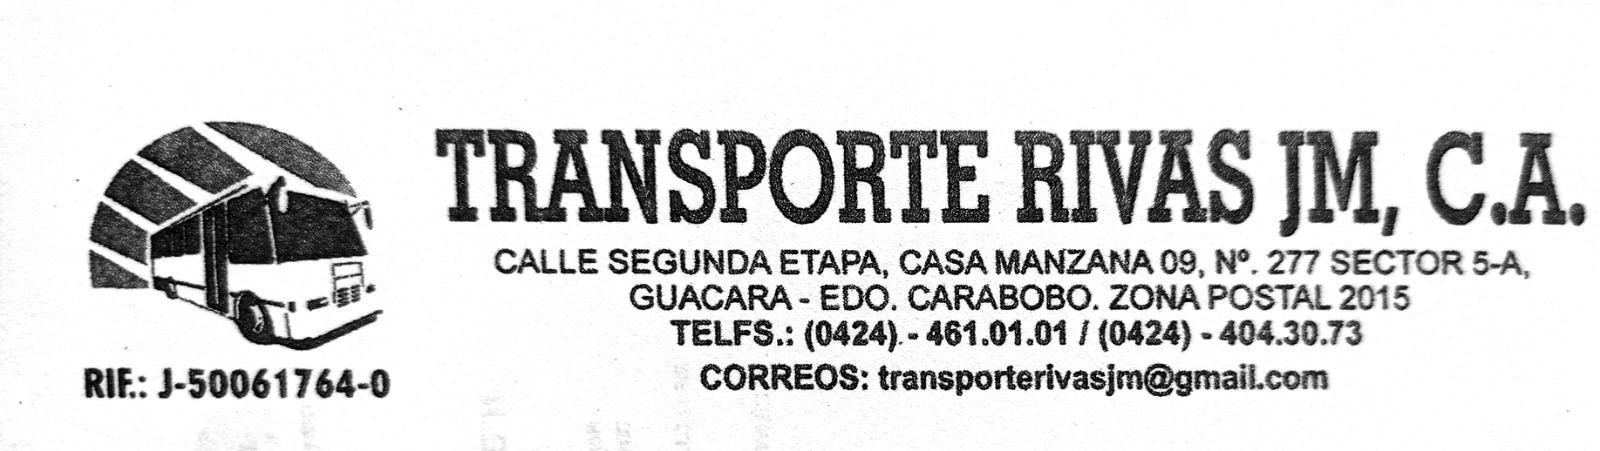 TRANSPORTE RIVAS JM, C.A.
CALLE SEGUNDA ETAPA, CASA MANZANA 09, Nº. 277 SECTOR 5-A,
GUACARA - EDO. CARABOBO. ZONA POSTAL 2015
TELFS.: (0424) - 461.01.01 / (0424) - 404.30.73
CORREOS: transporterivasjm@gmail.com
RIF.: J-50061764-0